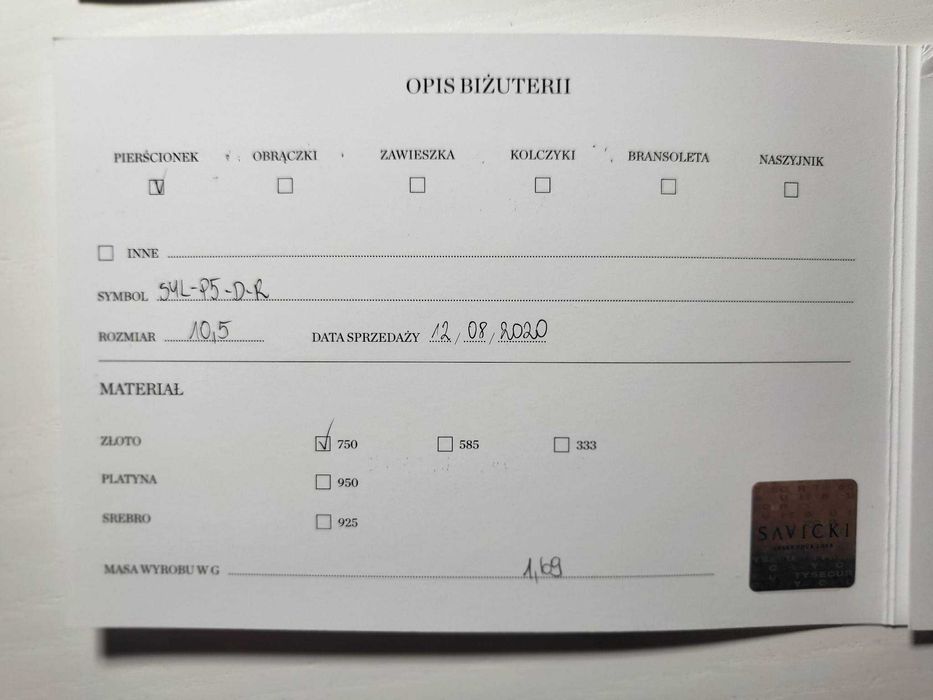 OPIS BIŻUTERII
PIERŚCIONEK OBRĄCZKI ZAWIESZKA KOLCZYKI BRANSOLETA NASZYJNIK
V
INNE
SYMBOL S4L-P5-D-R
ROZMIAR 10,5 DATA SPRZEDAŻY 12 / 08 / 2020
MATERIAŁ
ZŁOTO √ 750 585 333
PLATYNA 950
SREBRO 925
MASA WYROBU W G 1,69
SAVICKI